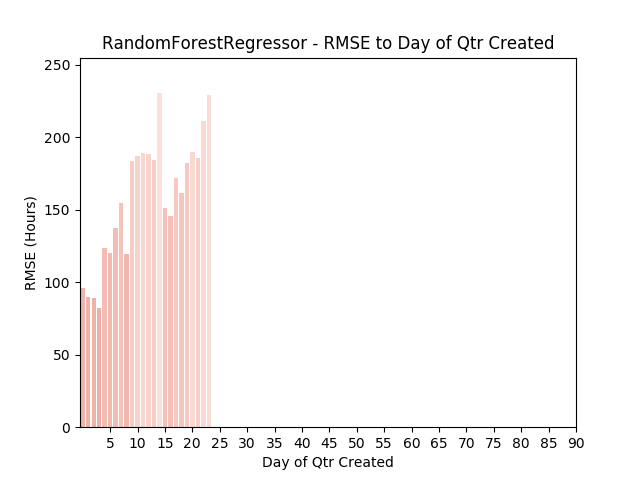 RandomForestRegressor - RMSE to Day of Qtr Created
250
200
150
100
50
0
RMSE (Hours)
5 10 15 20 25 30 35 40 45 50 55 60 65 70 75 80 85 90
Day of Qtr Created